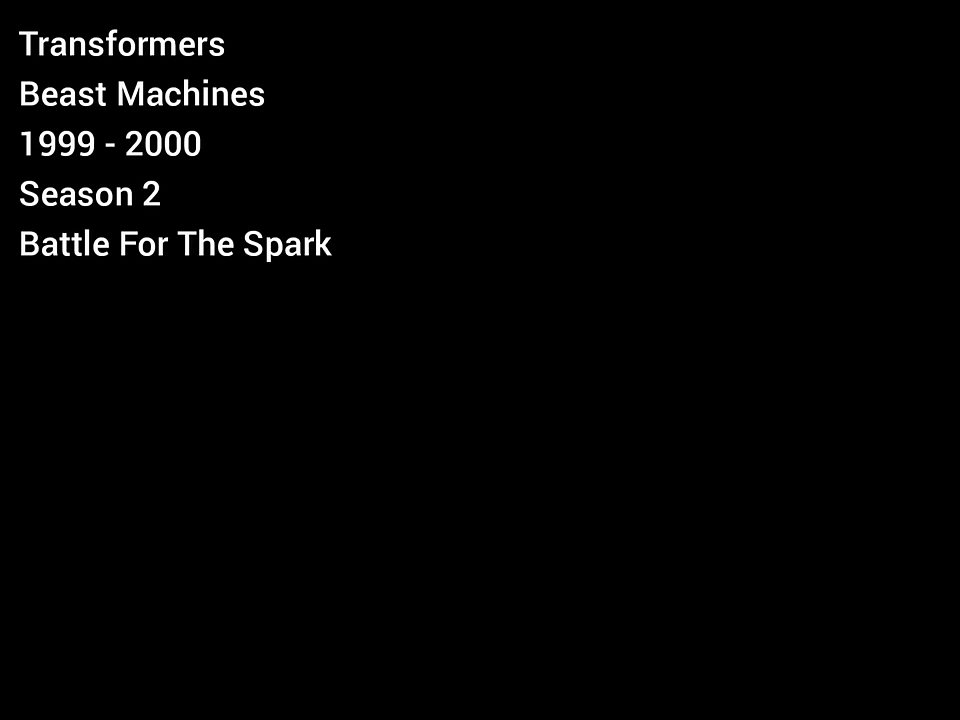 Transformers
Beast Machines
1999 - 2000
Season 2
Battle For The Spark